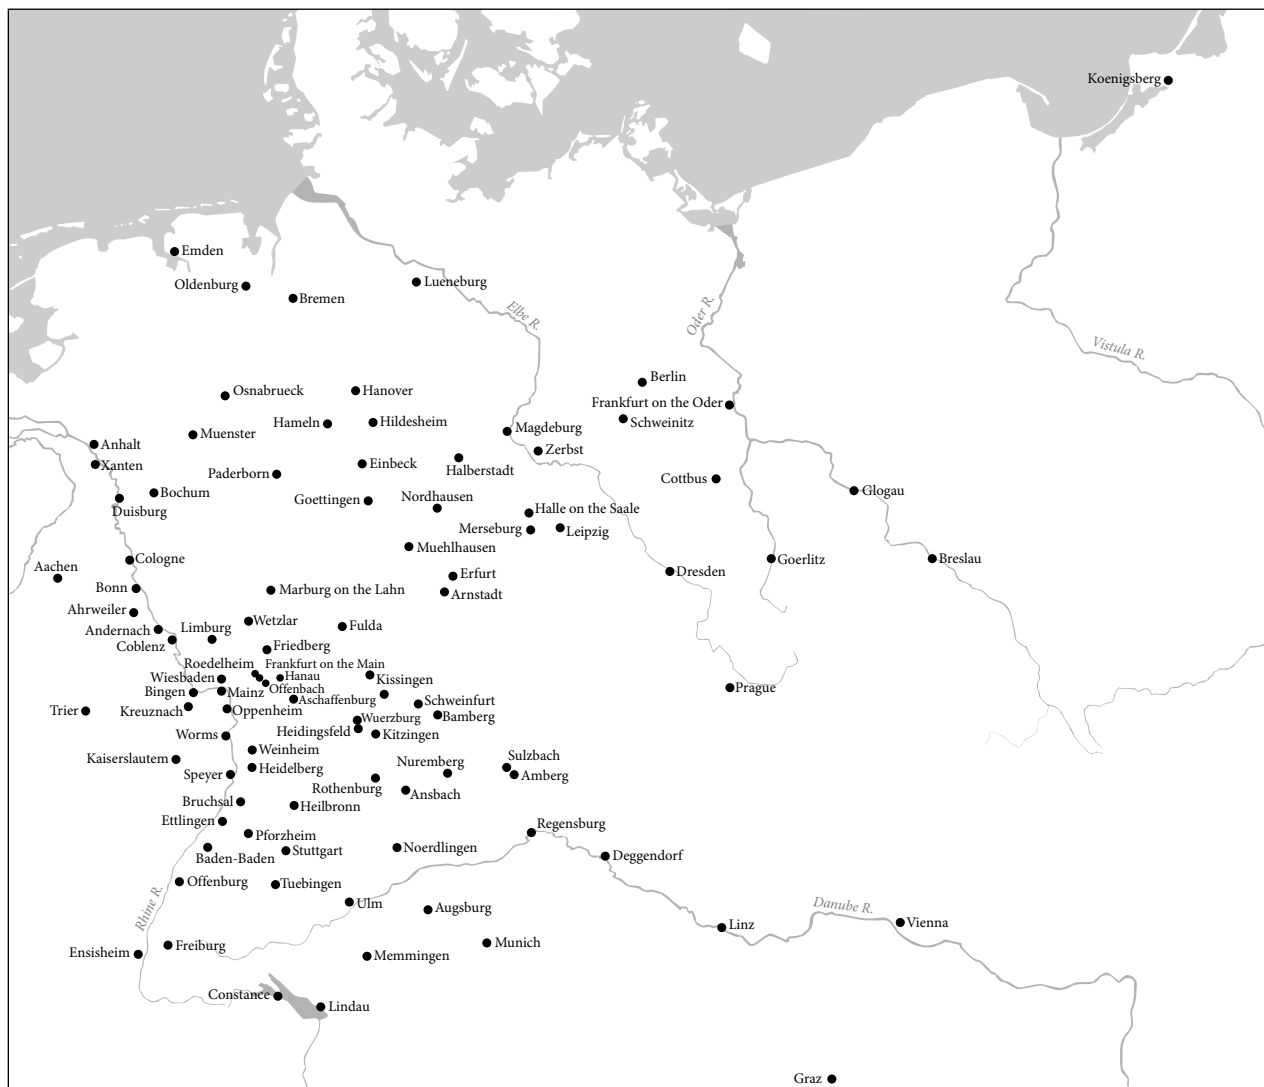 Koenigsberg
Emden
Oldenburg
Bremen
Lueneburg
Elbe R.
Oder R.
Vistula R.
Berlin
Osnabrueck
Hanover
Frankfurt on the Oder
Hameln
Hildesheim
Schweinitz
Magdeburg
Muenster
Anhalt
Zerbst
Xanten
Einbeck
Halberstadt
Paderborn
Cottbus
Bochum
Glogau
Goettingen
Nordhausen
Duisburg
Halle on the Saale
Merseburg
Leipzig
Muehlhausen
Cologne
Goerlitz
Breslau
Aachen
Erfurt
Dresden
Bonn
Marburg on the Lahn
Arnstadt
Ahrweiler
Wetzlar
Andernach
Limburg
Fulda
Coblenz
Friedberg
Roedelheim
Frankfurt on the Main
Wiesbaden
Hanau
Kissingen
Offenbach
Prague
Bingen
Mainz
Aschaffenburg
Schweinfurt
Trier
Kreuznach
Oppenheim
Wuerzburg
Bamberg
Heidingsfeld
Kitzingen
Worms
Weinheim
Kaiserslautem
Sulzbach
Nuremberg
Heidelberg
Speyer
Amberg
Rothenburg
Ansbach
Bruchsal
Heilbronn
Ettlingen
Regensburg
Pforzheim
Stuttgart
Noerdlingen
Baden-Baden
Deggendorf
Offenburg
Tuebingen
Rhine R.
Ulm
Augsburg
Danube R.
Linz
Vienna
Freiburg
Munich
Ensisheim
Memmingen
Constance
Lindau
Graz